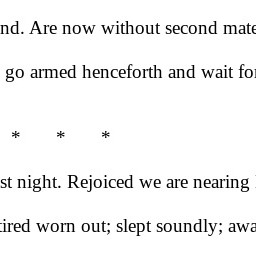 nd. Are now without second mate
go armed henceforth and wait for
* * *
st night. Rejoiced we are nearing
tired worn out; slept soundly; awa